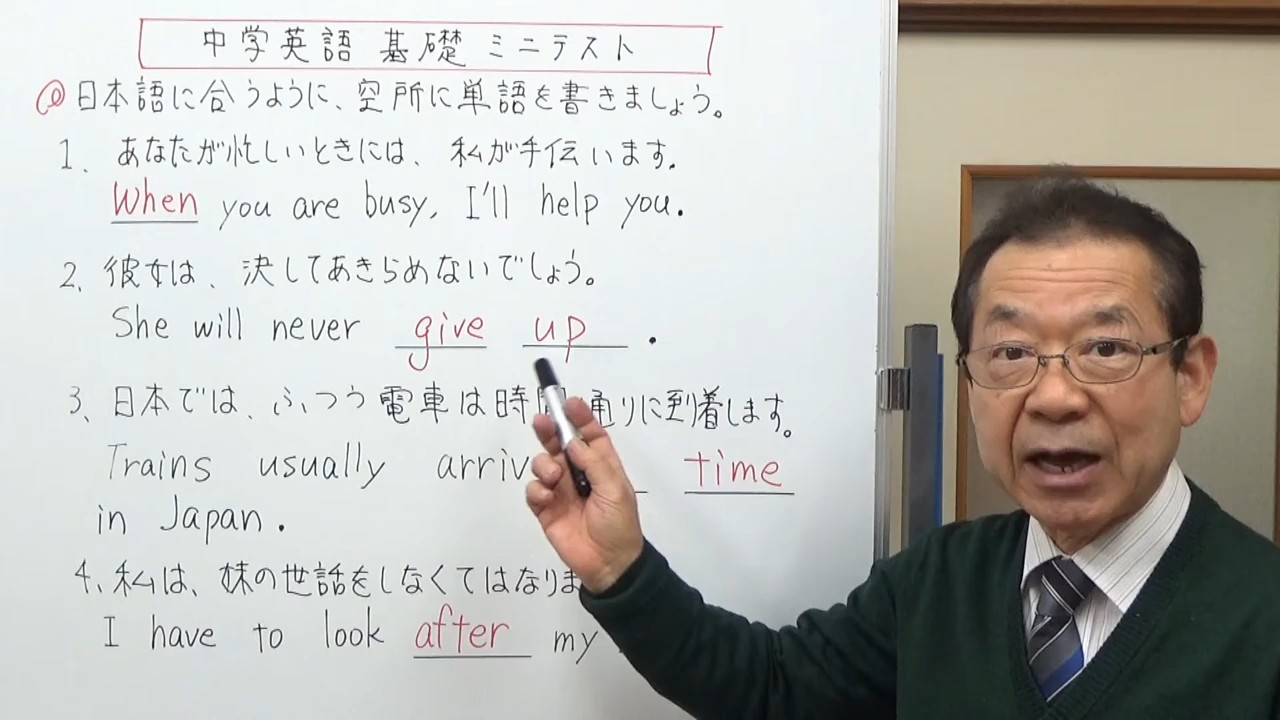 中学英語 基礎 ミニテスト
@日本語に合うように、空所に単語を書きましょう。
1. あなたが忙しいときには、私が手伝います。
When you are busy, I'll help you.
2. 彼女は、決してあきらめないでしょう。
She will never give up.
3. 日本では、ふつう電車は時間通りに到着します。
Trains usually arriv time
in Japan.
4. 私は、妹の世話をしなくてはなりま
I have to look after my